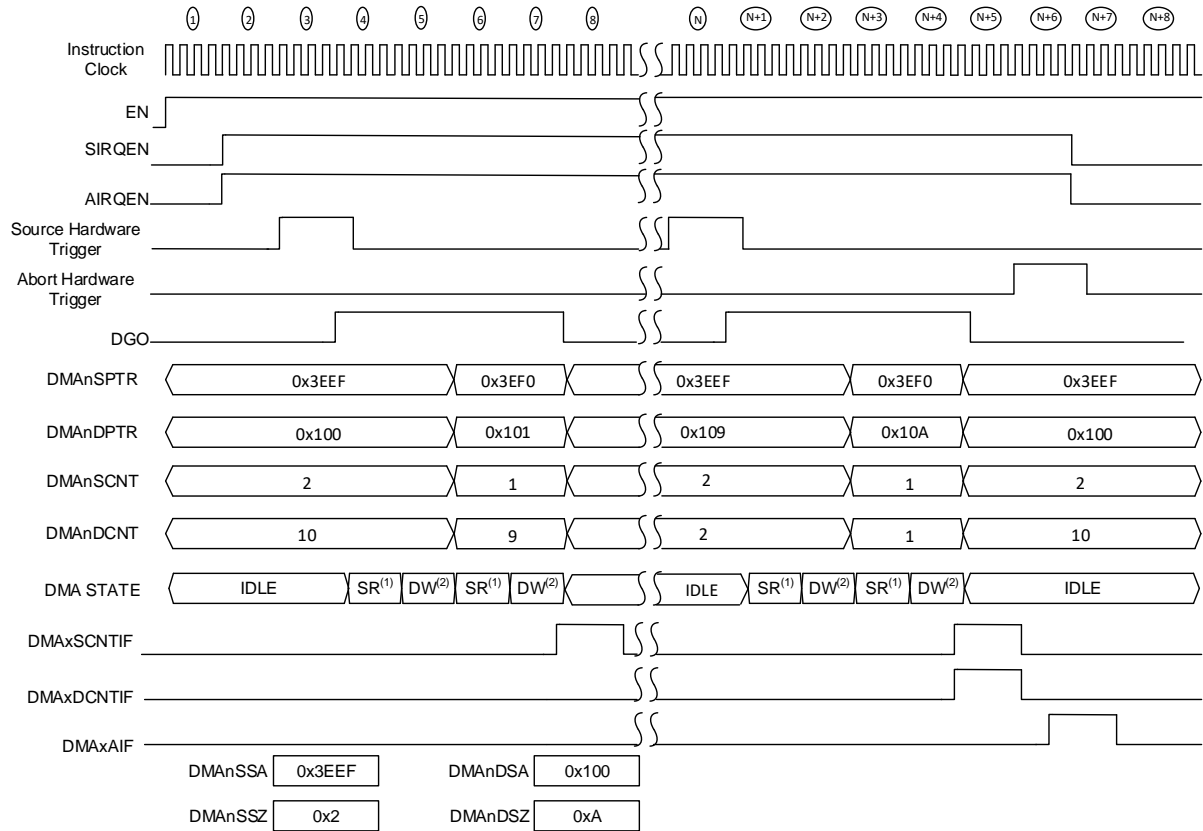 1 2 3 4 5 6 7 8 N N+1 N+2 N+3 N+4 N+5 N+6 N+7 N+8
Instruction
Clock
EN
SIRQEN
AIRQEN
Source Hardware
Trigger
Abort Hardware
Trigger
DGO
DMAnSPTR 0x3EEF 0x3EF0 0x3EEF 0x3EF0 0x3EEF
DMAnDPTR 0x100 0x101 0x109 0x10A 0x100
DMAnSCNT 2 1 2 1 2
DMAnDCNT 10 9 2 1 10
DMA STATE IDLE SR(1) DW(2) SR(1) DW(2) IDLE SR(1) DW(2) SR(1) DW(2) IDLE
DMAxSCNTIF
DMAxDCNTIF
DMAxAIF
DMAnSSA 0x3EEF DMAnDSA 0x100
DMAnSSZ 0x2 DMAnDSZ 0xA